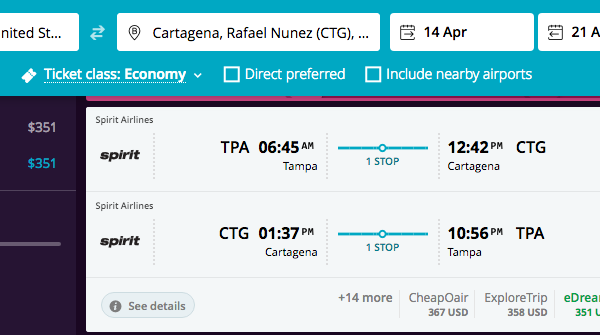 nited St...
B
Cartagena, Rafael Nunez (CTG), ...
14 Apr
21 A
Ticket class: Economy
Direct preferred
Include nearby airports
$351
$351
Spirit Airlines
spirit
TPA 06:45 AM
Tampa
1 STOP
12:42 PM CTG
Cartagena
Spirit Airlines
spirit
CTG 01:37 PM
Cartagena
1 STOP
10:56 PM TPA
Tampa
See details
+14 more
CheapOair
367 USD
ExploreTrip
358 USD
eDrea
351 U